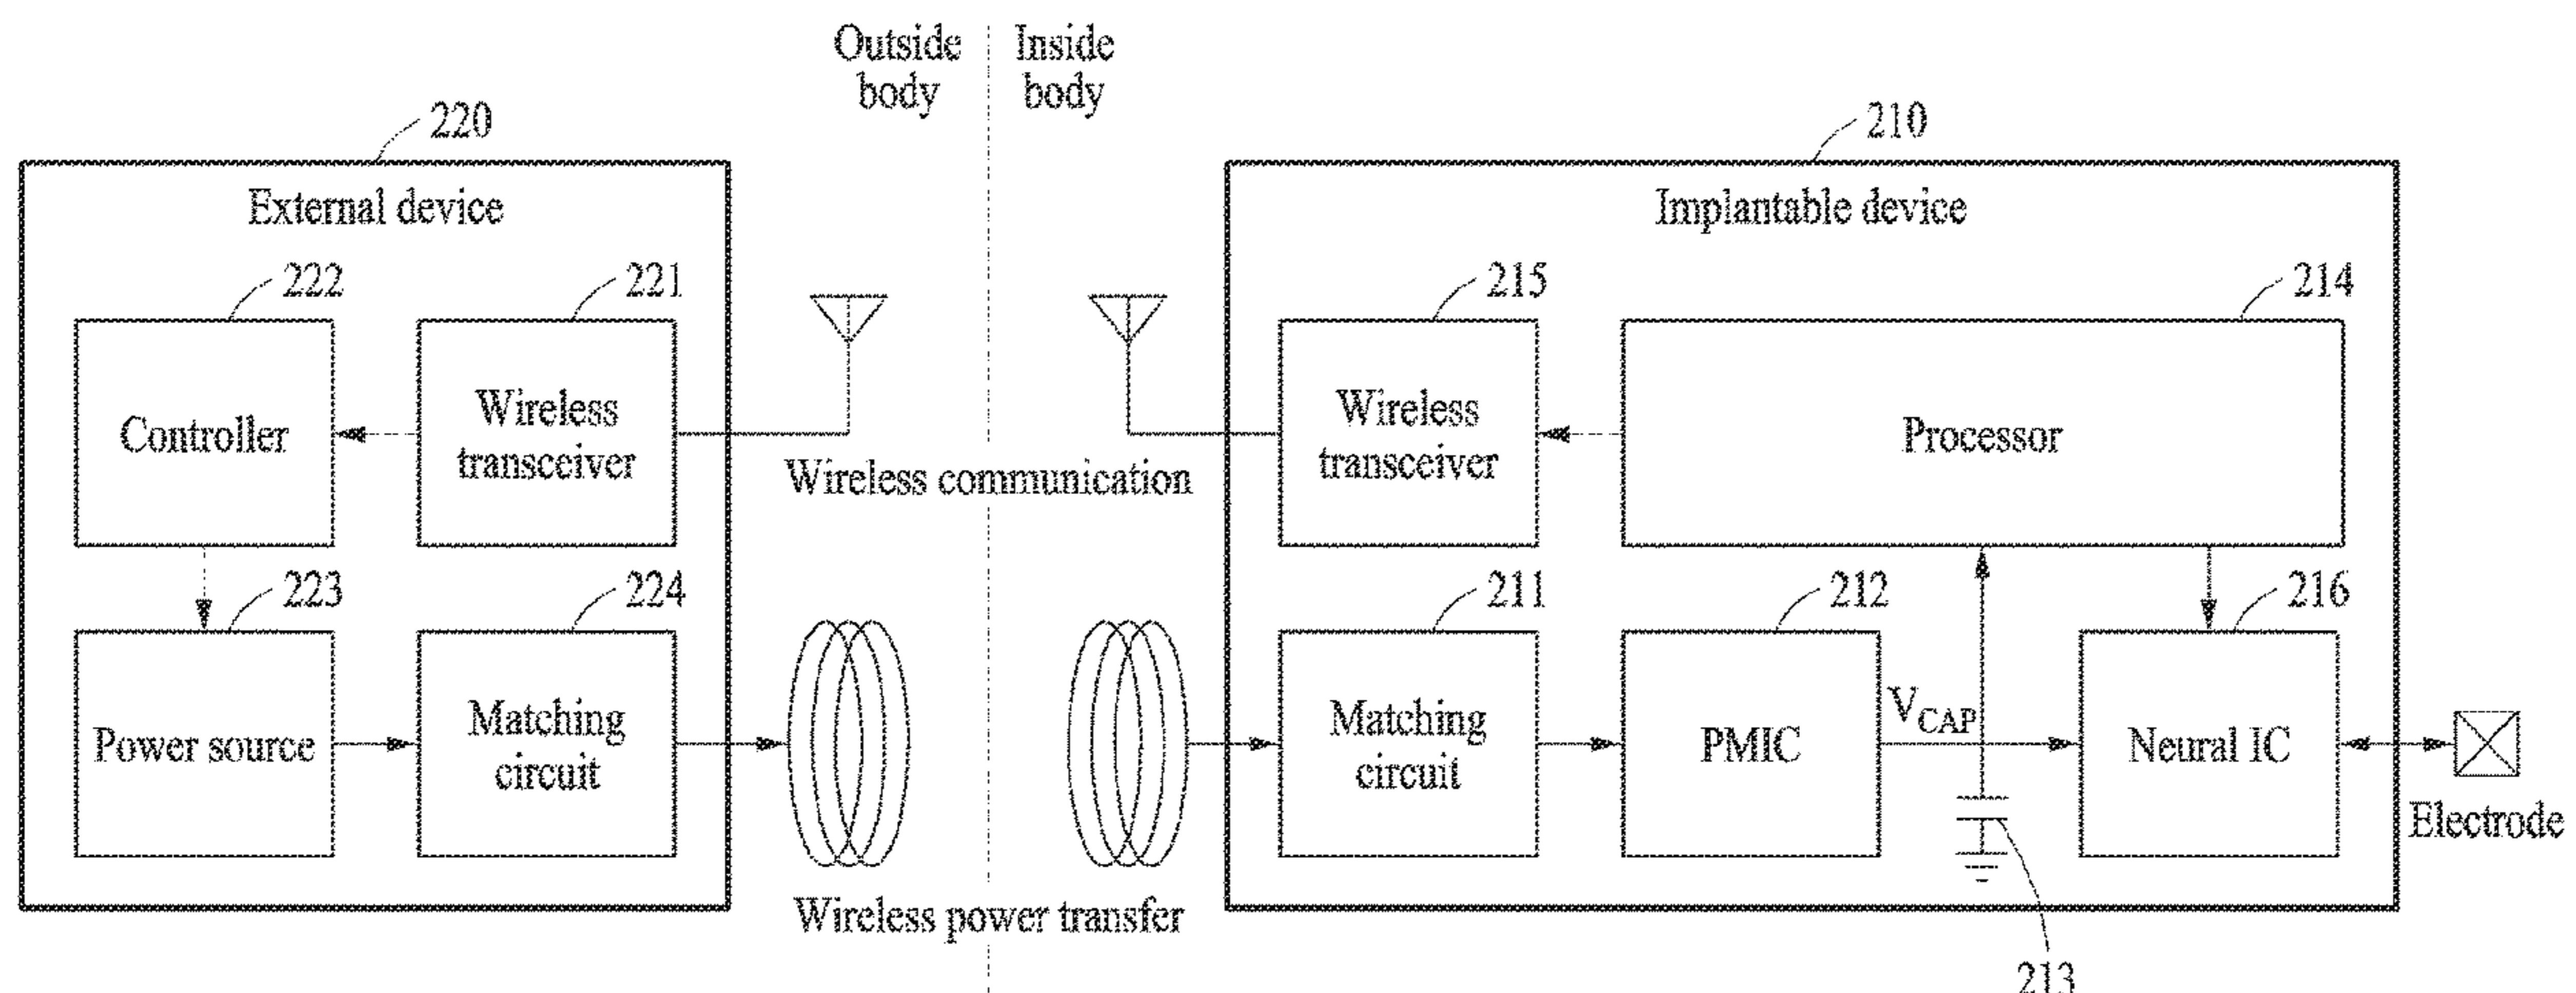 Outside
body
Inside
body
220
210
External device
Implantable device
222
221
215
214
Controller
Wireless
transceiver
Wireless
transceiver
Processor
Wireless communication
223
224
211
212
216
Power source
Matching
circuit
Matching
circuit
PMIC
VCAP
Neural IC
Electrode
Wireless power transfer
213